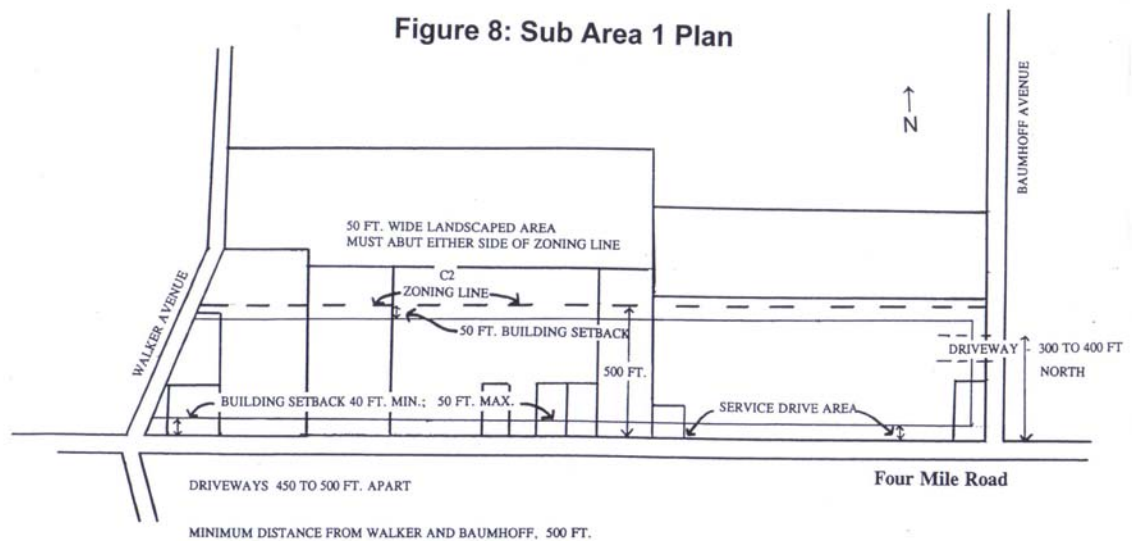 Figure 8: Sub Area 1 Plan
N
BAUMHOFF AVENUE
WALKER AVENUE
50 FT. WIDE LANDSCAPED AREA
MUST ABUT EITHER SIDE OF ZONING LINE
C2
ZONING LINE
50 FT. BUILDING SETBACK
500 FT.
DRIVEWAY - 300 TO 400 FT
NORTH
BUILDING SETBACK 40 FT. MIN.; 50 FT. MAX.
SERVICE DRIVE AREA
Four Mile Road
DRIVEWAYS 450 TO 500 FT. APART
MINIMUM DISTANCE FROM WALKER AND BAUMHOFF, 500 FT.